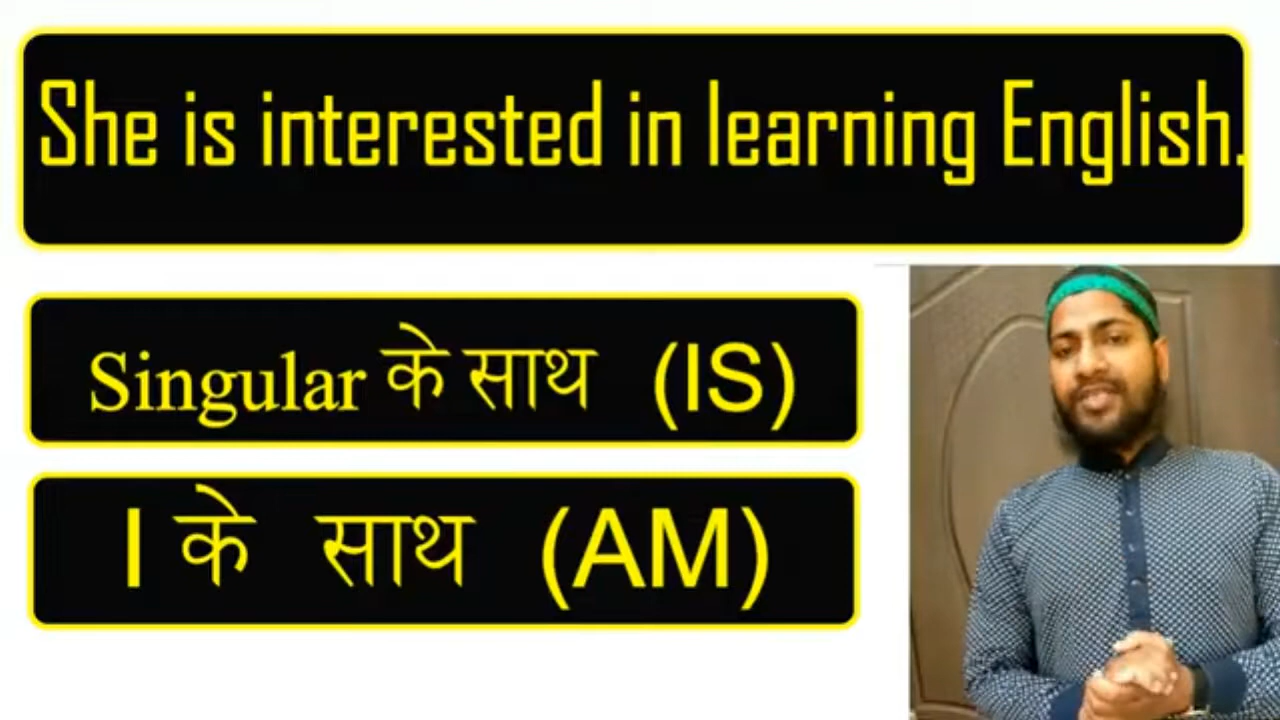 She is interested in learning English.
Singular के साथ (IS)
I के साथ (AM)